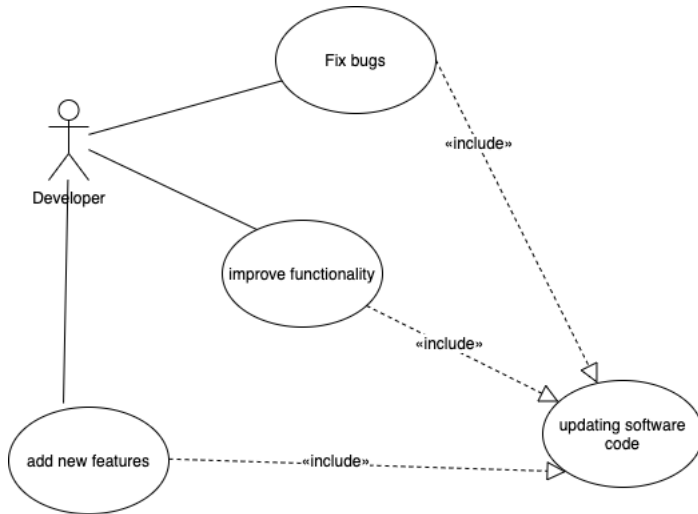 Fix bugs
«include»
Developer
improve functionality
«include»
updating software
code
add new features
«include»